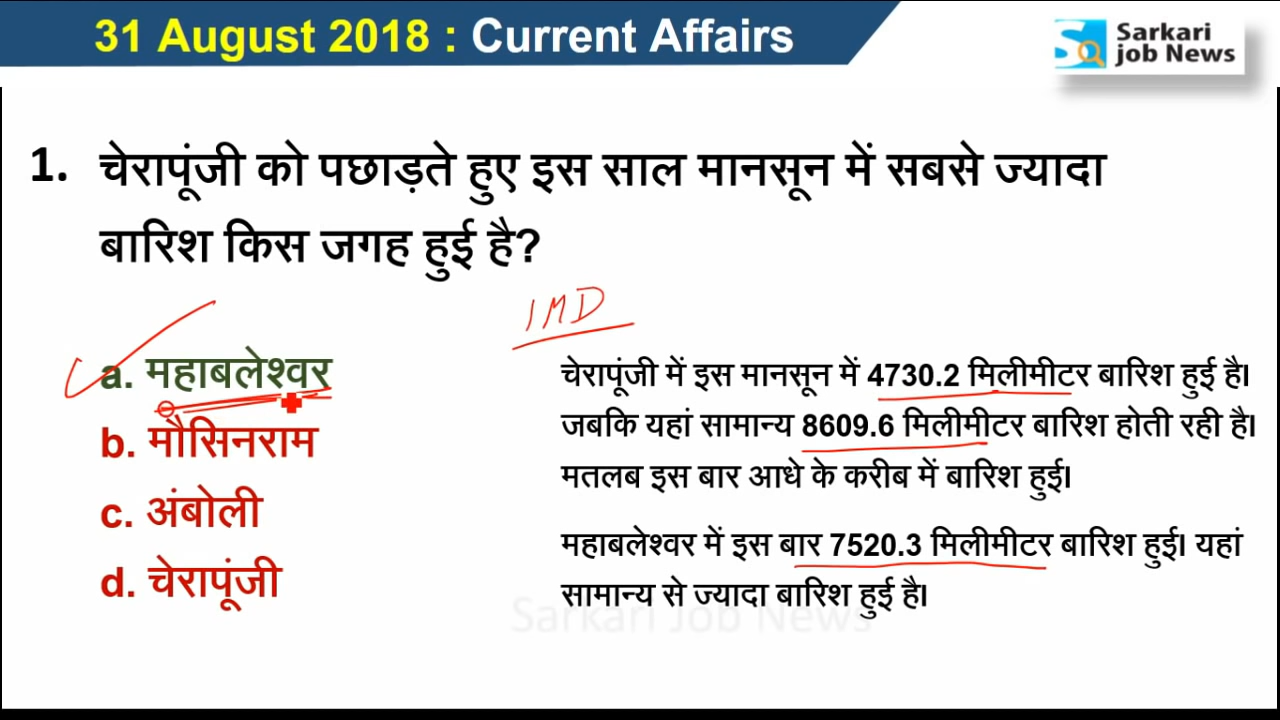 31 August 2018 : Current Affairs
Sarkari
Job News
1. चेरापूंजी को पछाड़ते हुए इस साल मानसून में सबसे ज्यादा
बारिश किस जगह हुई है?
IMD
a. महाबलेश्वर
b. मौसिनराम
c. अंबोली
d. चेरापूंजी
चेरापूंजी में इस मानसून में 4730.2 मिलीमीटर बारिश हुई है।
जबकि यहां सामान्य 8609.6 मिलीमीटर बारिश होती रही है।
मतलब इस बार आधे के करीब में बारिश हुई।
महाबलेश्वर में इस बार 7520.3 मिलीमीटर बारिश हुई। यहां
सामान्य से ज्यादा बारिश हुई है।
Sarkari Job News